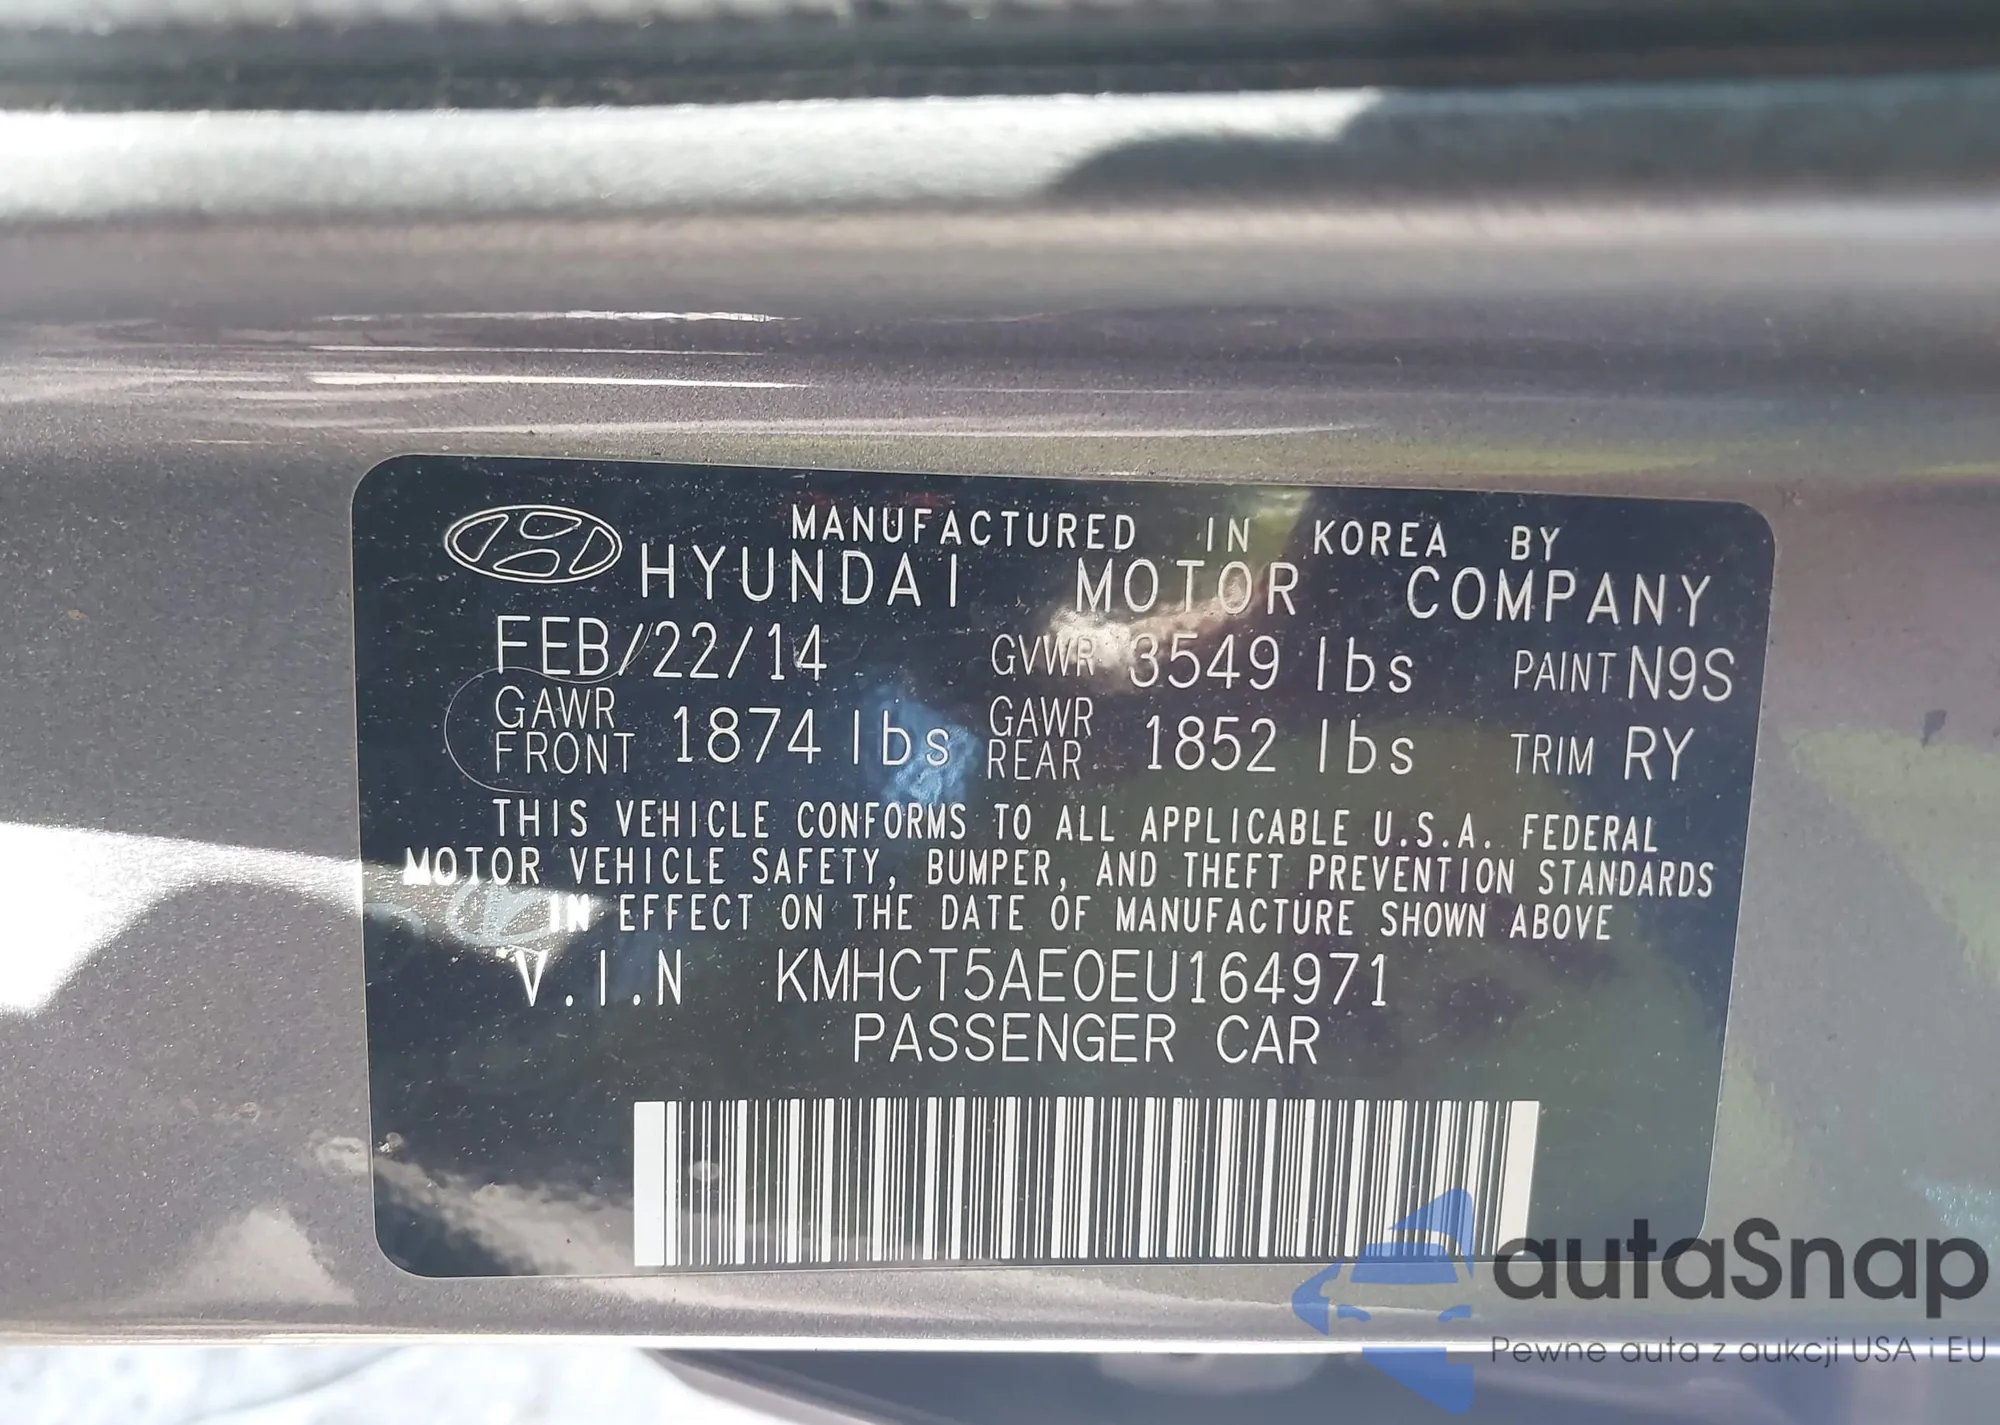 MANUFACTURED IN KOREA BY
HYUNDAI MOTOR COMPANY
FEB/22/14 GVWR 3549 lbs PAINT N9S
GAWR FRONT 1874 lbs GAWR REAR 1852 lbs TRIM RY
THIS VEHICLE CONFORMS TO ALL APPLICABLE U.S.A. FEDERAL
MOTOR VEHICLE SAFETY, BUMPER, AND THEFT PREVENTION STANDARDS
IN EFFECT ON THE DATE OF MANUFACTURE SHOWN ABOVE
V.I.N KMHCT5AE0EU164971
PASSENGER CAR
autaSnap
Pewne auta z aukcji USA i EU